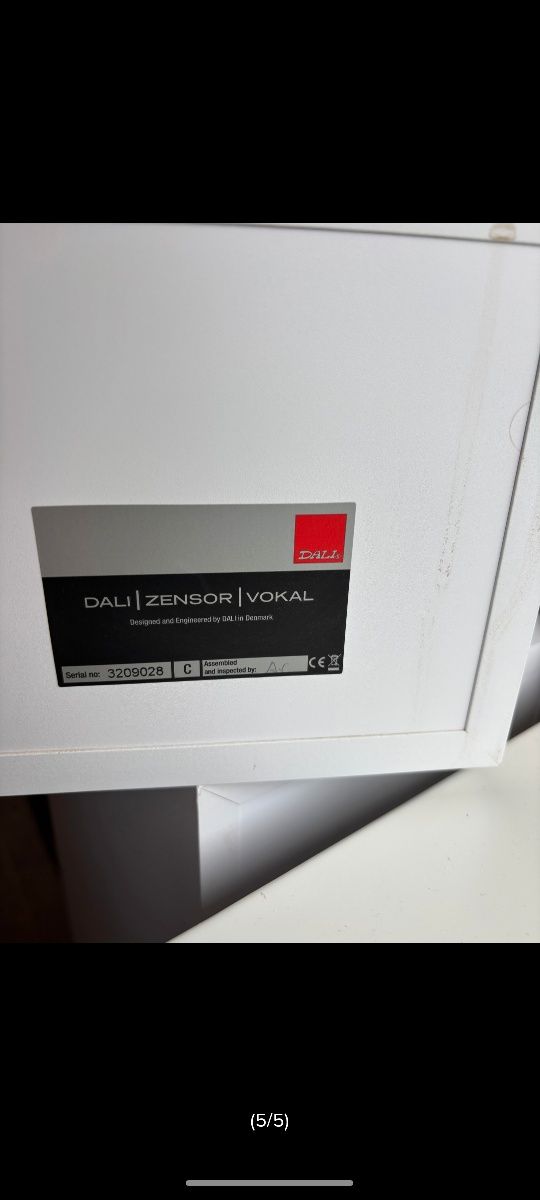 DALI
DALI | ZENSOR | VOKAL
Designed and Engineered by DALI in Denmark
Serial no: 3209028 C Assembled and inspected by:
CE
(5/5)